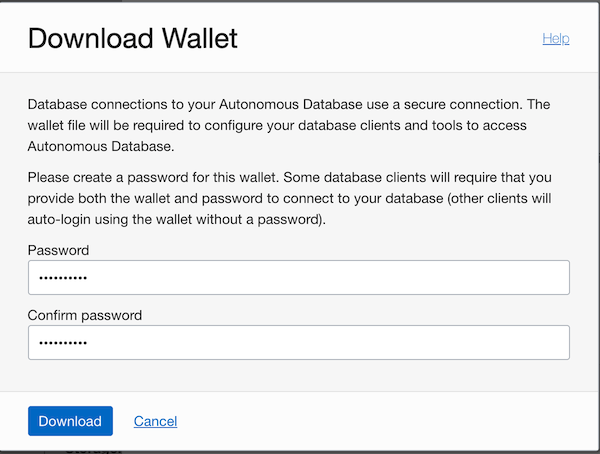 Download Wallet
Help
Database connections to your Autonomous Database use a secure connection. The
wallet file will be required to configure your database clients and tools to access
Autonomous Database.
Please create a password for this wallet. Some database clients will require that you
provide both the wallet and password to connect to your database (other clients will
auto-login using the wallet without a password).
Password
••••••••••
Confirm password
••••••••••
Download
Cancel